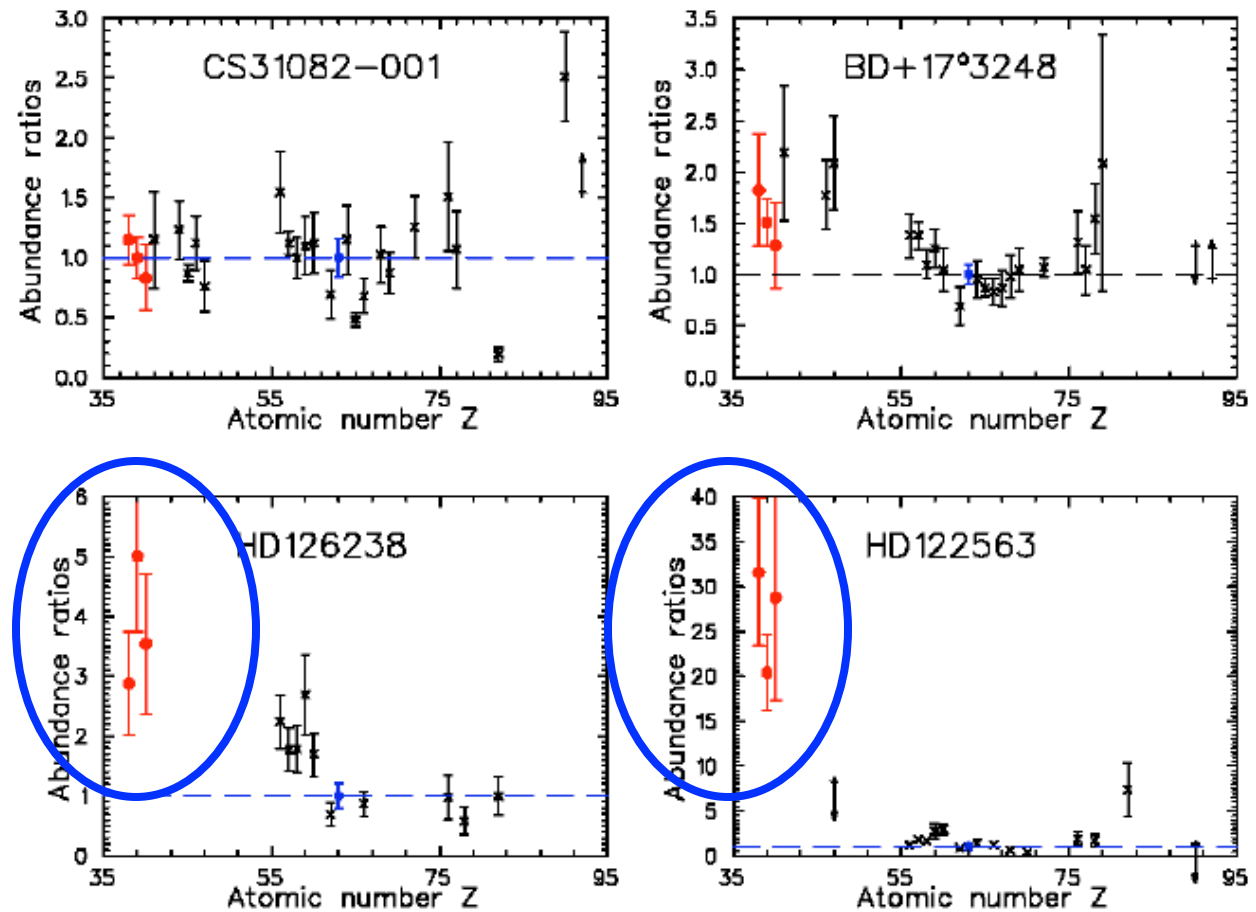 3.0
2.5
2.0
1.5
1.0
0.5
0.0
Abundance ratios
CS31082-001
35 55 75 95
Atomic number Z
3.5
3.0
2.5
2.0
1.5
1.0
0.5
0.0
Abundance ratios
BD+17°3248
35 55 75 95
Atomic number Z
6
5
4
3
2
1
0
Abundance ratios
HD126238
35 55 75 95
Atomic number Z
40
35
30
25
20
15
10
5
0
Abundance ratios
HD122563
35 55 75 95
Atomic number Z